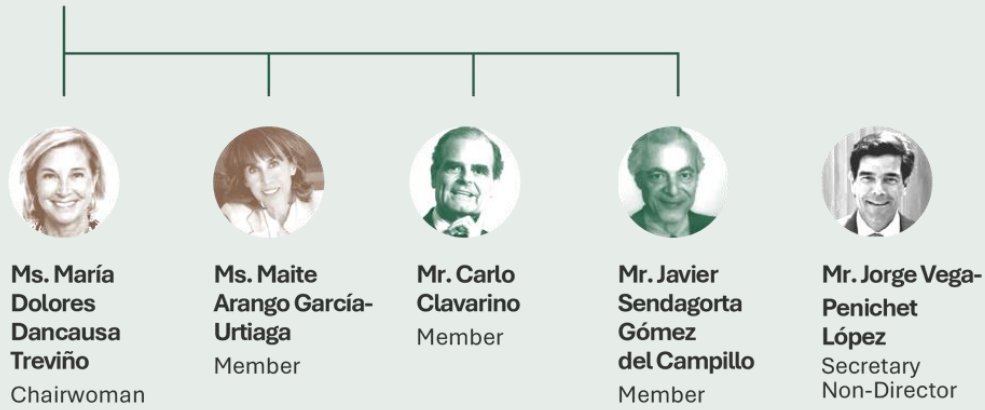 Ms. María
Dolores
Dancausa
Treviño
Chairwoman
Ms. Maite
Arango García-
Urtiaga
Member
Mr. Carlo
Clavarino
Member
Mr. Javier
Sendagorta
Gómez
del Campillo
Member
Mr. Jorge Vega-
Penichet
López
Secretary
Non-Director